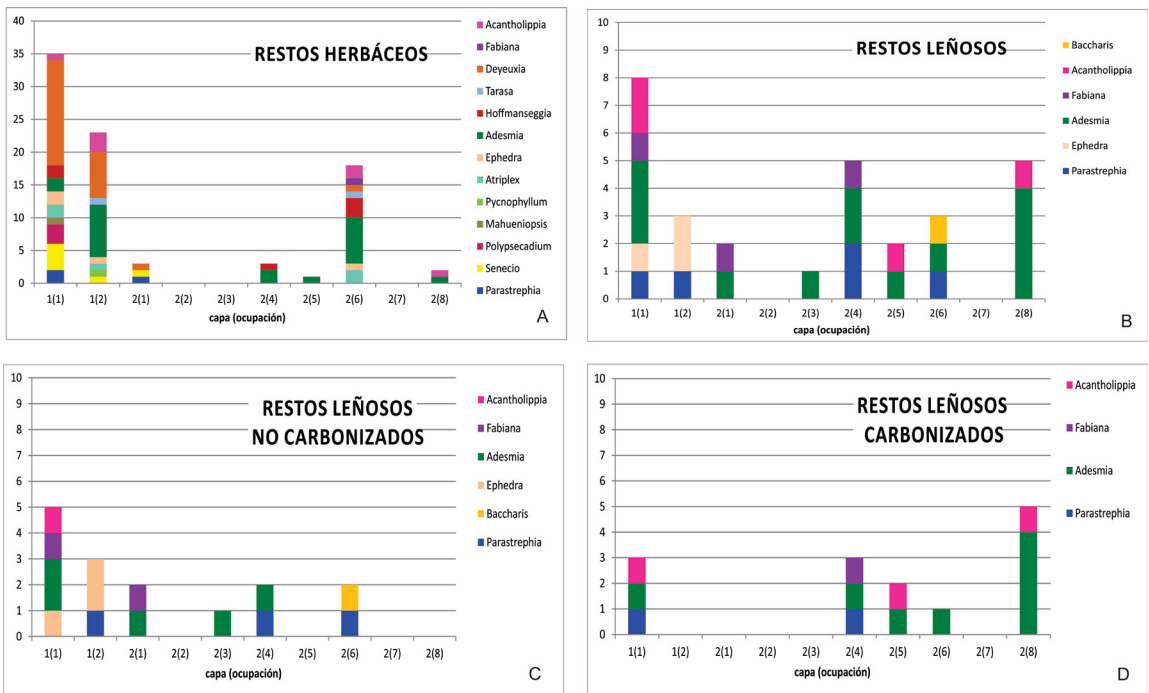 RESTOS HERBÁCEOS
40
35
30
25
20
15
10
5
0
1(1) 1(2) 2(1) 2(2) 2(3) 2(4) 2(5) 2(6) 2(7) 2(8)
capa (ocupación)
Acantholippia
Fabiana
Deyeuxia
Tarasa
Hoffmanseggia
Adesmia
Ephedra
Atriplex
Pycnophyllum
Mahueniopsis
Polypsecadium
Senecio
Parastrephia
A
RESTOS LEÑOSOS
10
9
8
7
6
5
4
3
2
1
0
1(1) 1(2) 2(1) 2(2) 2(3) 2(4) 2(5) 2(6) 2(7) 2(8)
capa (ocupación)
Baccharis
Acantholippia
Fabiana
Adesmia
Ephedra
Parastrephia
B
RESTOS LEÑOSOS
NO CARBONIZADOS
10
9
8
7
6
5
4
3
2
1
0
1(1) 1(2) 2(1) 2(2) 2(3) 2(4) 2(5) 2(6) 2(7) 2(8)
capa (ocupación)
Acantholippia
Fabiana
Adesmia
Ephedra
Baccharis
Parastrephia
C
RESTOS LEÑOSOS
CARBONIZADOS
10
9
8
7
6
5
4
3
2
1
0
1(1) 1(2) 2(1) 2(2) 2(3) 2(4) 2(5) 2(6) 2(7) 2(8)
capa (ocupación)
Acantholippia
Fabiana
Adesmia
Parastrephia
D